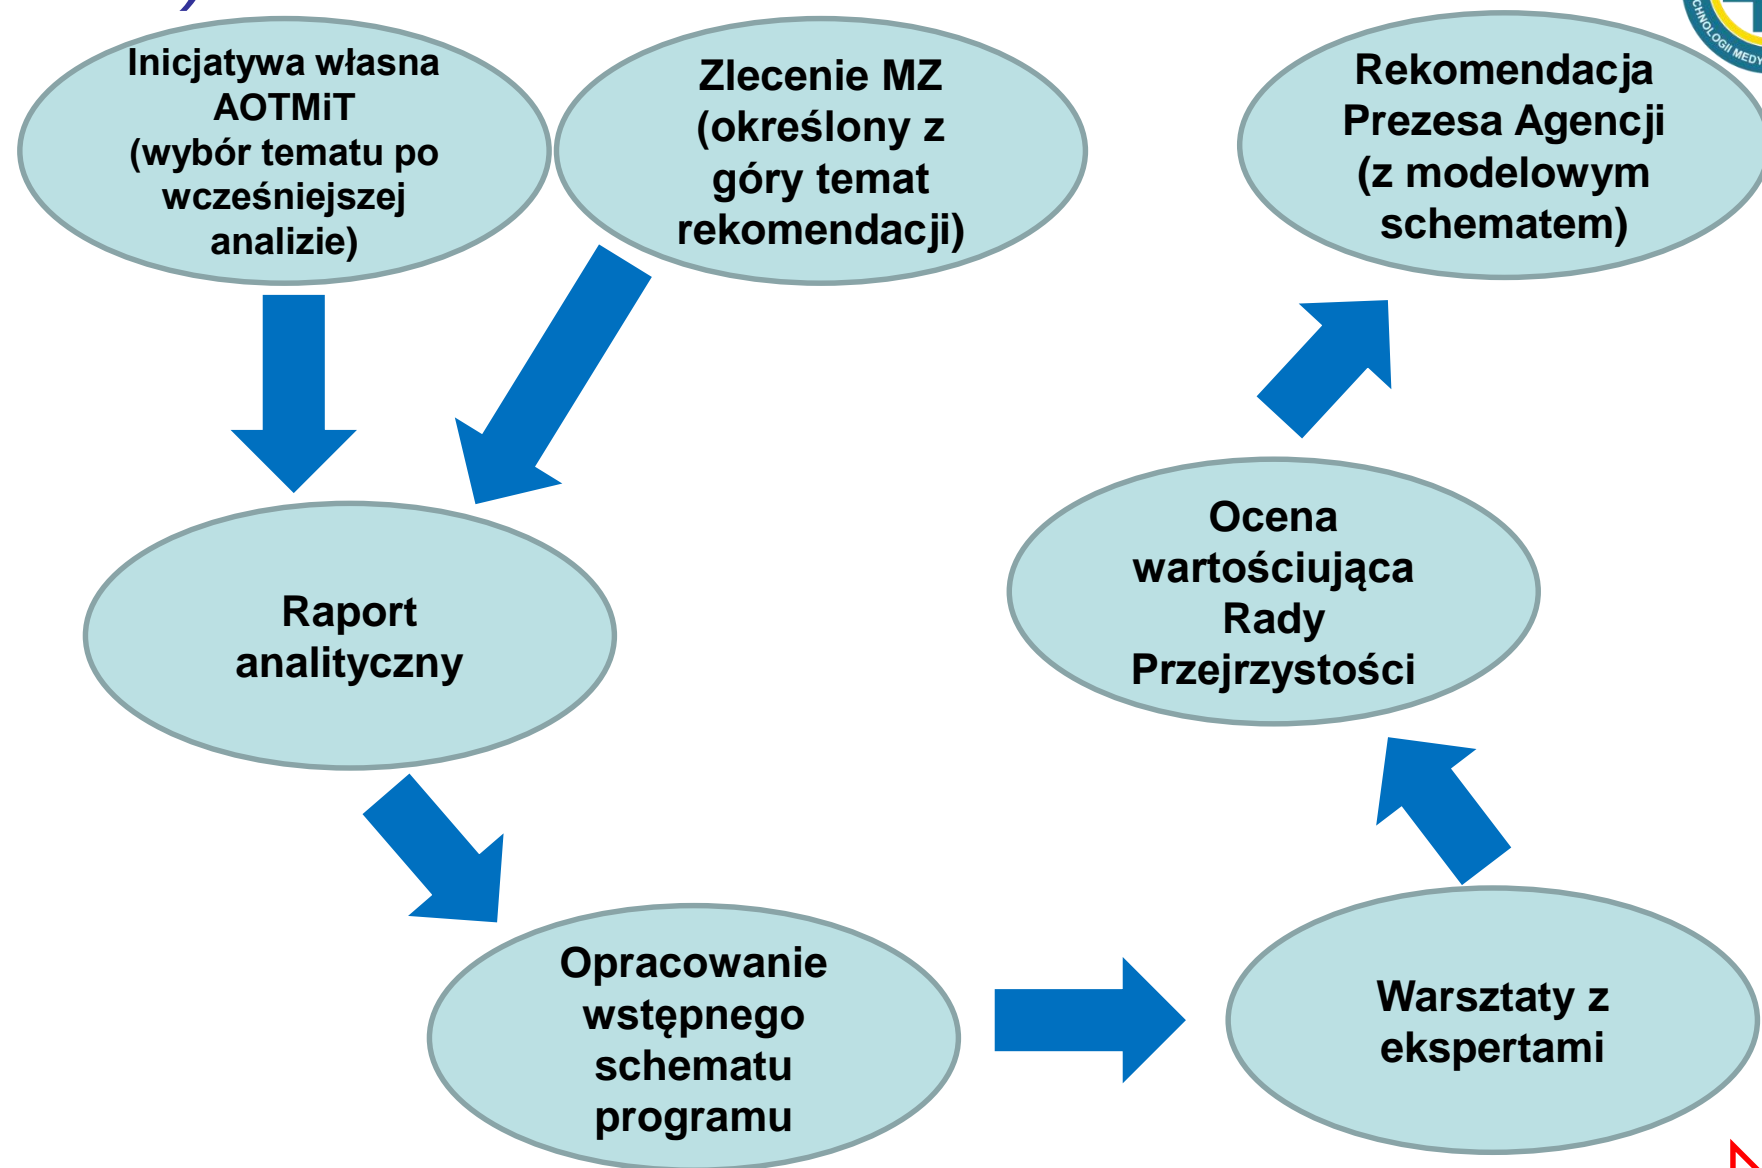 Inicjatywa własna
AOTMiT
(wybór tematu po
wcześniejszej
analizie)
Zlecenie MZ
(określony z
góry temat
rekomendacji)
Rekomendacja
Prezesa Agencji
(z modelowym
schematem)
Raport
analityczny
Ocena
wartościująca
Rady
Przejrzystości
Opracowanie
wstępnego
schematu
programu
Warsztaty z
ekspertami